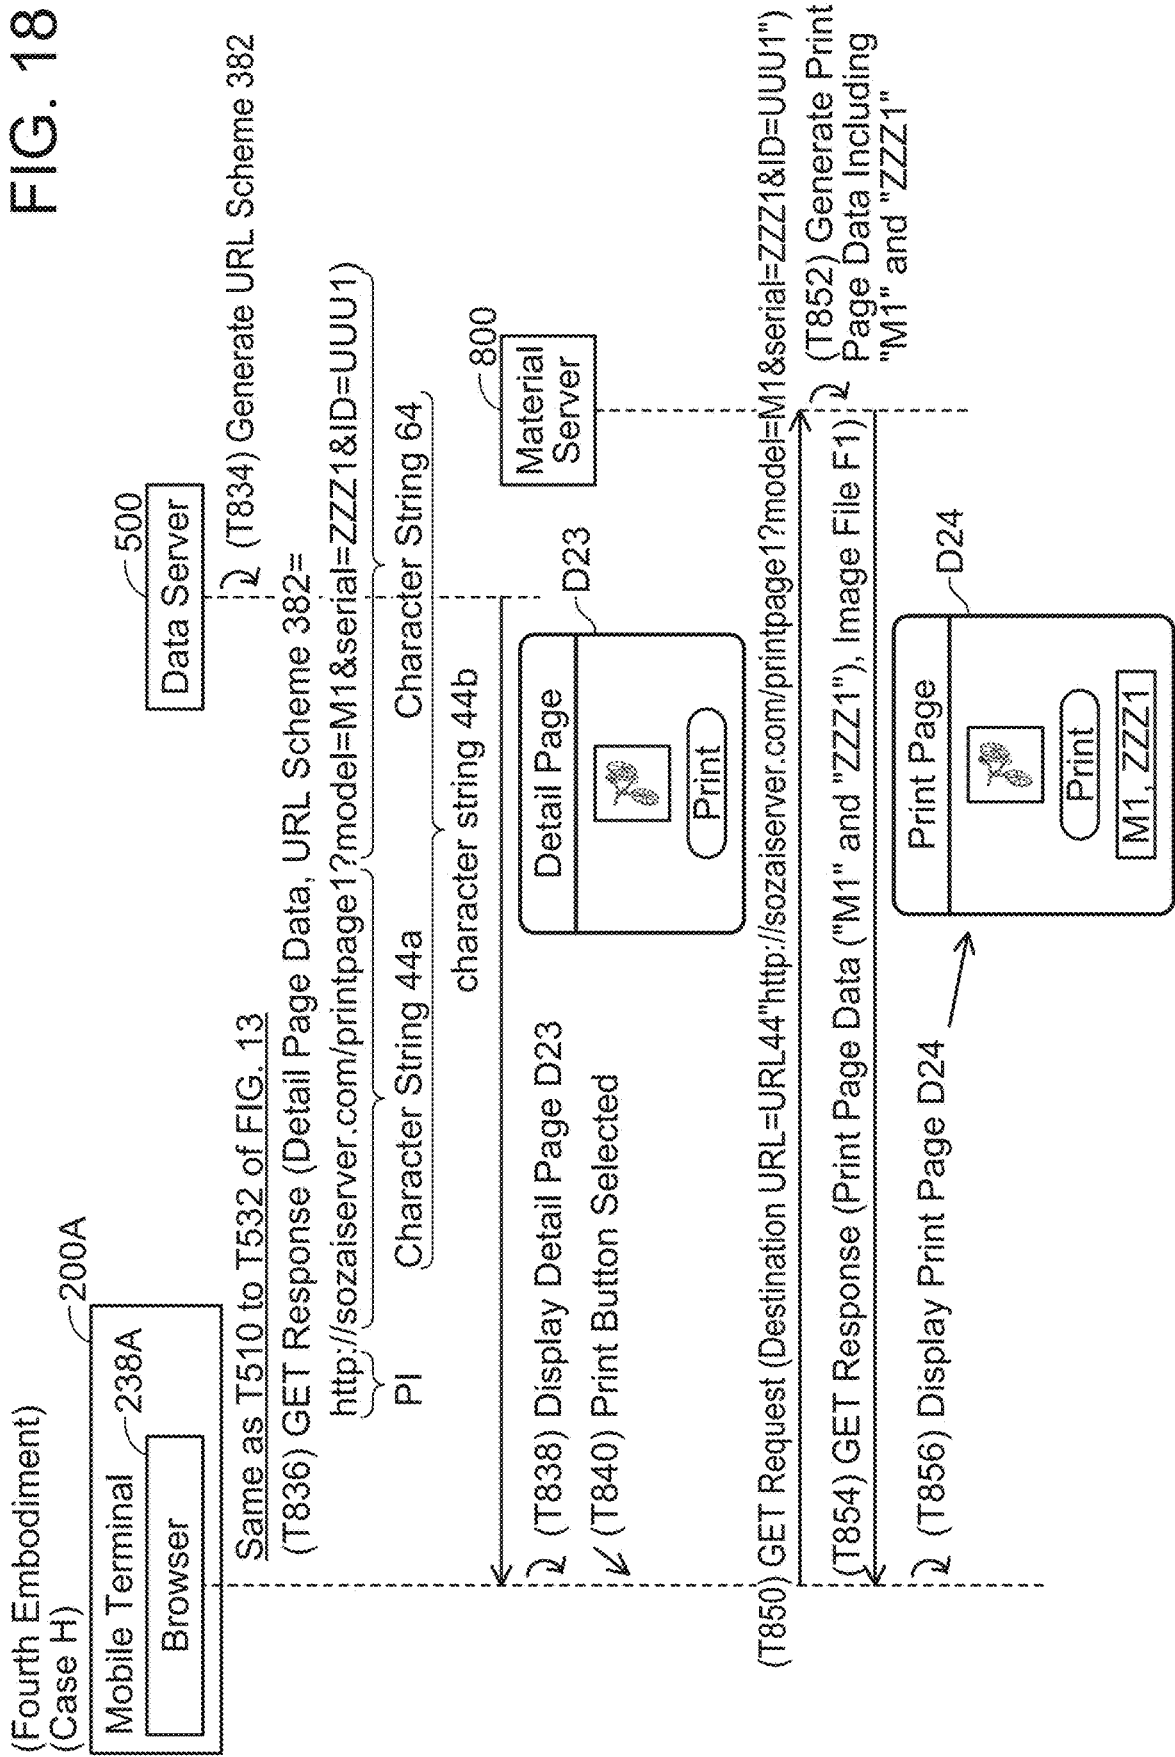 FIG. 18
(Fourth Embodiment)
(Case H)
200A
Mobile Terminal
238A
Browser
500
Data Server
Same as T510 to T532 of FIG. 13
(T834) Generate URL Scheme 382
(T836) GET Response (Detail Page Data, URL Scheme 382=
http://sozaiserver.com/printpage1?model=M1&serial=ZZZ1&ID=UUU1)
PI
Character String 44a
Character String 64
character string 44b
800
Material
Server
(T838) Display Detail Page D23
(T840) Print Button Selected
D23
Detail Page
Print
(T850) GET Request (Destination URL=URL44"http://sozaiserver.com/printpage1?model=M1&serial=ZZZ1&ID=UUU1")
(T852) Generate Print
Page Data Including
"M1" and "ZZZ1"
(T854) GET Response (Print Page Data ("M1" and "ZZZ1"), Image File F1)
(T856) Display Print Page D24
D24
Print Page
Print
M1, ZZZ1